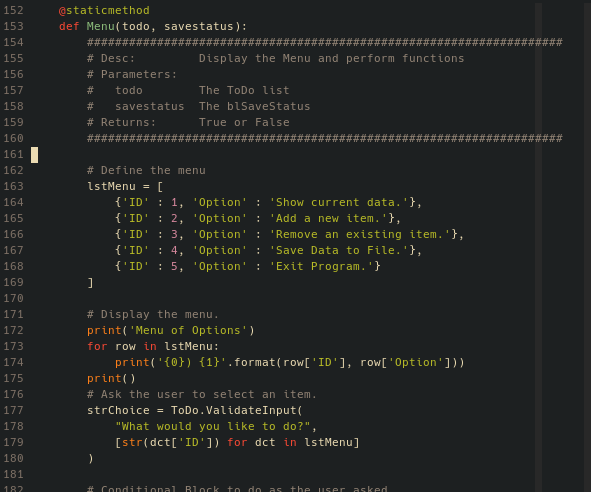 152     @staticmethod
153     def Menu(todo, savestatus):
154         ####################################################################
155         # Desc:         Display the Menu and perform functions
156         # Parameters:
157         #   todo        The ToDo list
158         #   savestatus  The blSaveStatus
159         # Returns:      True or False
160         ####################################################################
161
162         # Define the menu
163         lstMenu = [
164             {'ID' : 1, 'Option' : 'Show current data.'},
165             {'ID' : 2, 'Option' : 'Add a new item.'},
166             {'ID' : 3, 'Option' : 'Remove an existing item.'},
167             {'ID' : 4, 'Option' : 'Save Data to File.'},
168             {'ID' : 5, 'Option' : 'Exit Program.'}
169         ]
170
171         # Display the menu.
172         print('Menu of Options')
173         for row in lstMenu:
174             print('{0}) {1}'.format(row['ID'], row['Option']))
175         print()
176         # Ask the user to select an item.
177         strChoice = ToDo.ValidateInput(
178             "What would you like to do?",
179             [str(dct['ID']) for dct in lstMenu]
180         )
181
182         # Conditional Block to do as the user asked